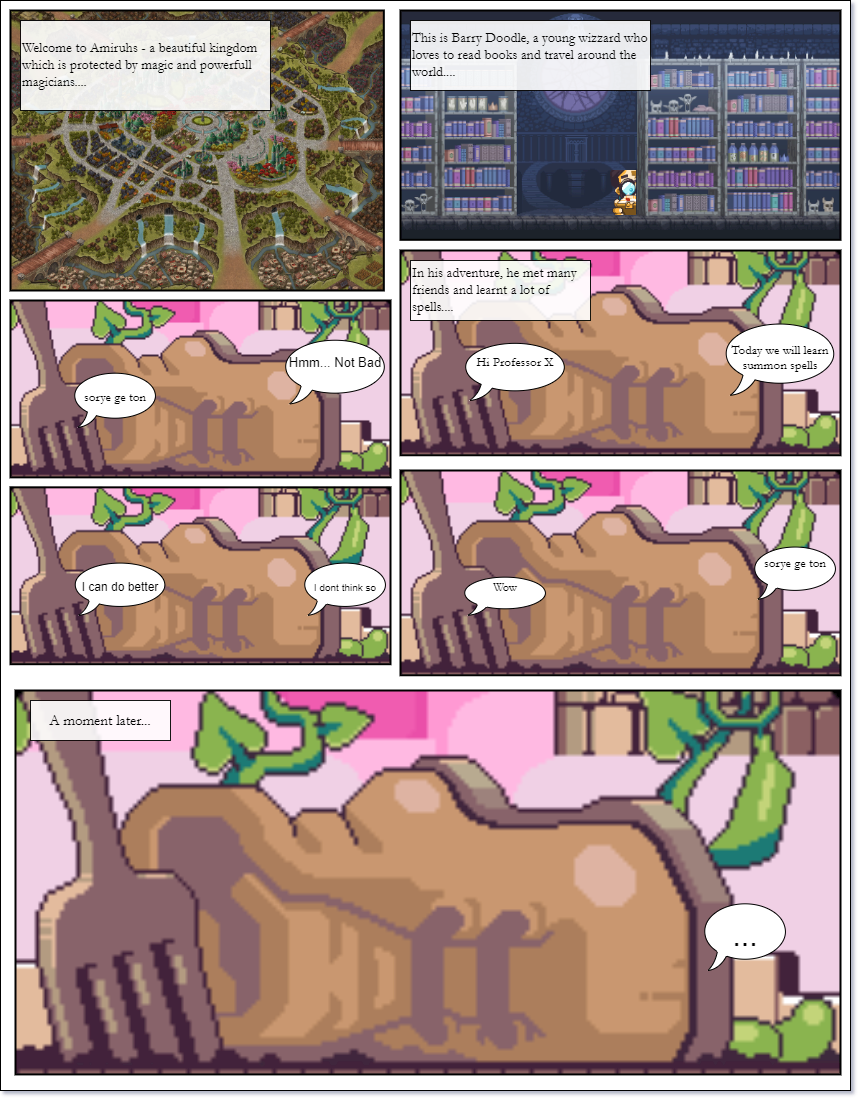 Welcome to Amiruhs - a beautiful kingdom
which is protected by magic and powerfull
magicians....
This is Barry Doodle, a young wizzard who
loves to read books and travel around the
world....
In his adventure, he met many
friends and learnt a lot of
spells....
Hi Professor X
Today we will learn
summon spells
sorye ge ton
Hmm... Not Bad
Wow
sorye ge ton
I can do better
I dont think so
A moment later...
...